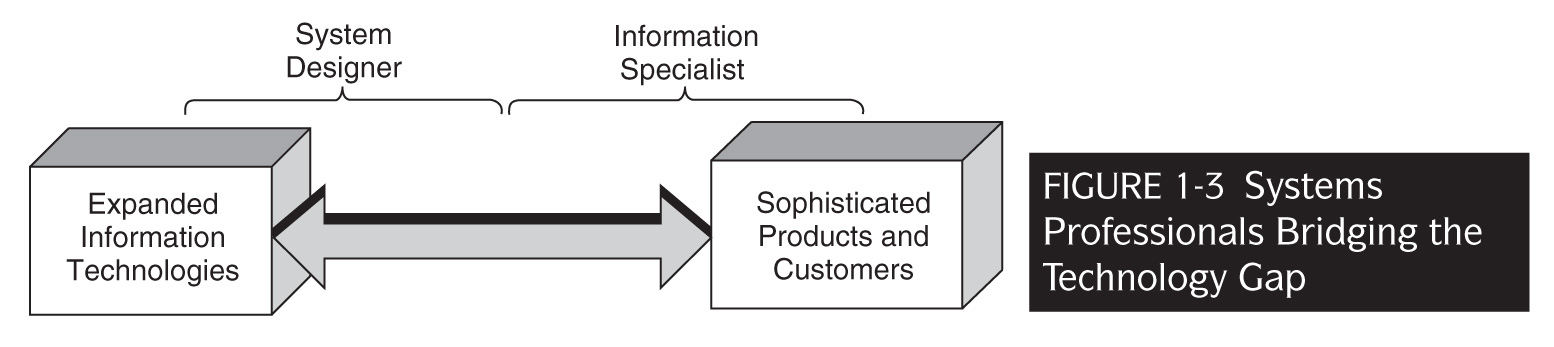 System
Designer
Information
Specialist
Expanded
Information
Technologies
Sophisticated
Products and
Customers
FIGURE 1-3 Systems
Professionals Bridging the
Technology Gap